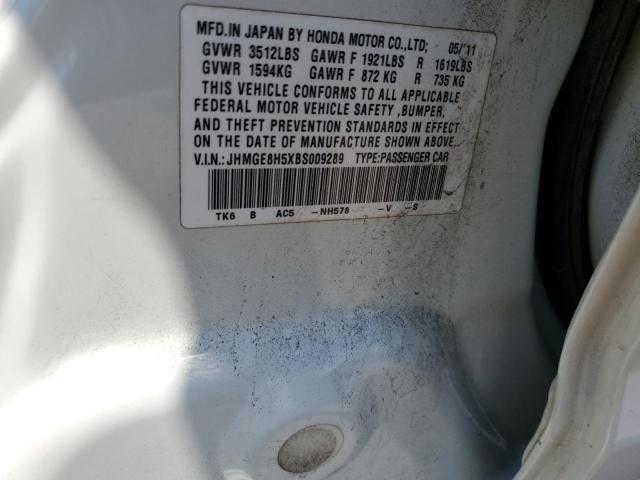 MFD.IN JAPAN BY HONDA MOTOR CO.,LTD; 05/'11
GVWR 3512LBS GAWR F 1921LBS R 1619LBS
GVWR 1594KG GAWR F 872 KG R 735 KG
THIS VEHICLE CONFORMS TO ALL APPLICABLE
FEDERAL MOTOR VEHICLE SAFETY ,BUMPER,
AND THEFT PREVENTION STANDARDS IN EFFECT
ON THE DATE OF MANUFACTURE SHOWN ABOVE.
V.I.N.:JHMGE8H5XBS009289 TYPE:PASSENGER CAR
TK6 B AC5 -NH578 -V -S